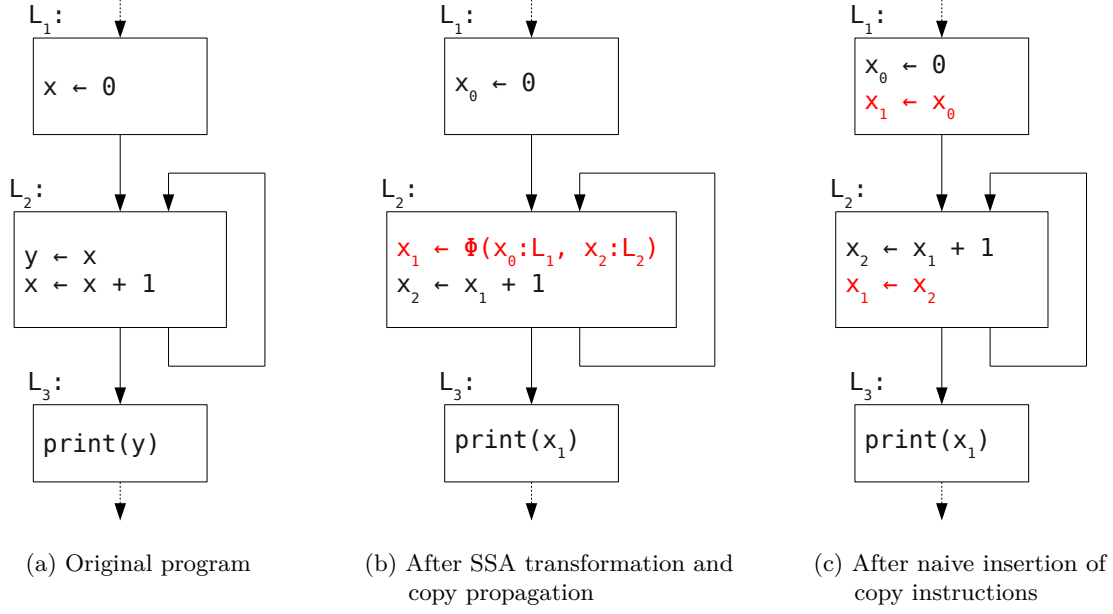 L₁:
x ← 0
L₂:
y ← x
x ← x + 1
L₃:
print(y)
(a) Original program
L₁:
x₀ ← 0
L₂:
x₁ ← Φ(x₀:L₁, x₂:L₂)
x₂ ← x₁ + 1
L₃:
print(x₁)
(b) After SSA transformation and
copy propagation
L₁:
x₀ ← 0
x₁ ← x₀
L₂:
x₂ ← x₁ + 1
x₁ ← x₂
L₃:
print(x₁)
(c) After naive insertion of
copy instructions